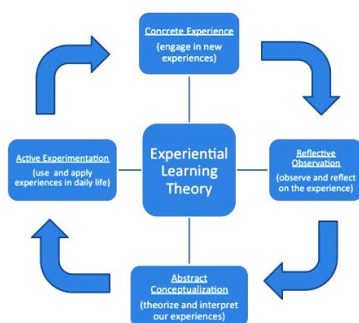 Concrete Experience
(engage in new
experiences)
Active Experimentation
(use and apply
experiences in daily life)
Experiential
Learning
Theory
Reflective
Observation
(observe and reflect
on the experience)
Abstract
Conceptualization
(theorize and interpret
our experiences)